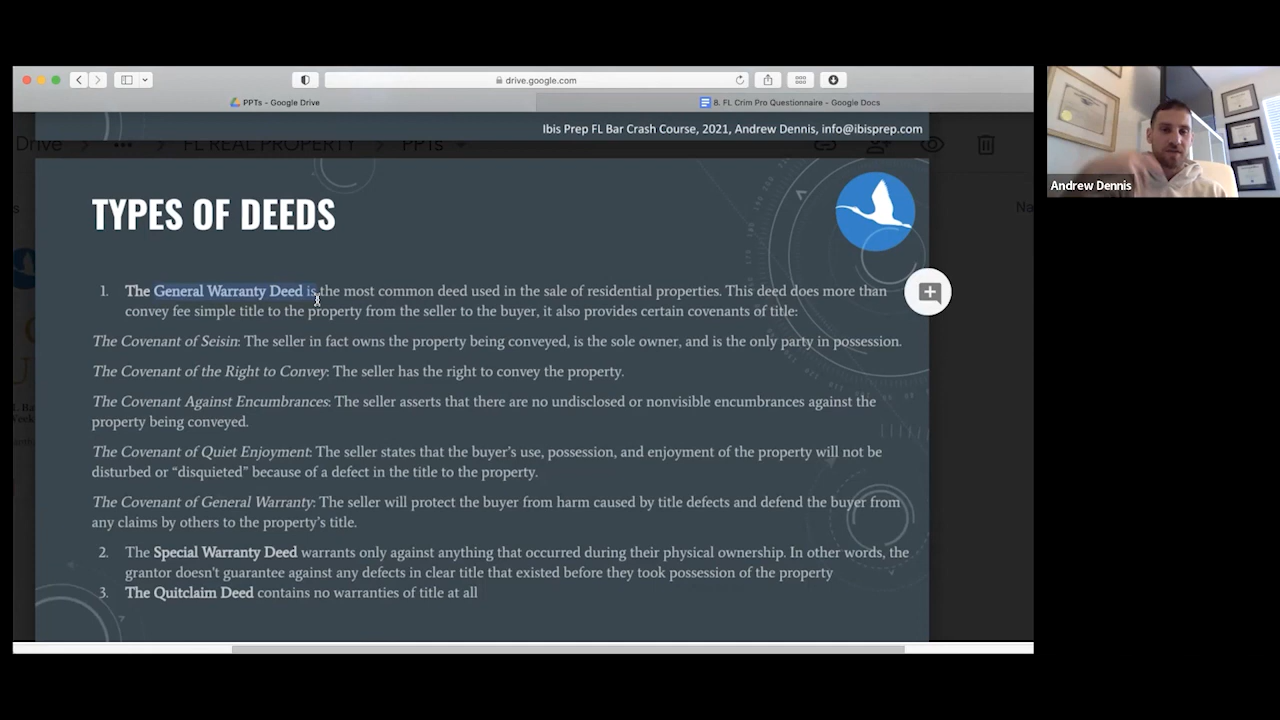 drive.google.com
PPTs - Google Drive
8. FL Crim Pro Questionnaire - Google Docs
Ibis Prep FL Bar Crash Course, 2021, Andrew Dennis, info@ibisprep.com
Drive ... FL REAL PROPERTY PPTs
Na
TYPES OF DEEDS
1. The General Warranty Deed is the most common deed used in the sale of residential properties. This deed does more than
convey fee simple title to the property from the seller to the buyer, it also provides certain covenants of title:
The Covenant of Seisin: The seller in fact owns the property being conveyed, is the sole owner, and is the only party in possession.
The Covenant of the Right to Convey: The seller has the right to convey the property.
The Covenant Against Encumbrances: The seller asserts that there are no undisclosed or nonvisible encumbrances against the
property being conveyed.
The Covenant of Quiet Enjoyment: The seller states that the buyer’s use, possession, and enjoyment of the property will not be
disturbed or “disquieted” because of a defect in the title to the property.
The Covenant of General Warranty: The seller will protect the buyer from harm caused by title defects and defend the buyer from
any claims by others to the property’s title.
2. The Special Warranty Deed warrants only against anything that occurred during their physical ownership. In other words, the
grantor doesn't guarantee against any defects in clear title that existed before they took possession of the property
3. The Quitclaim Deed contains no warranties of title at all
Andrew Dennis